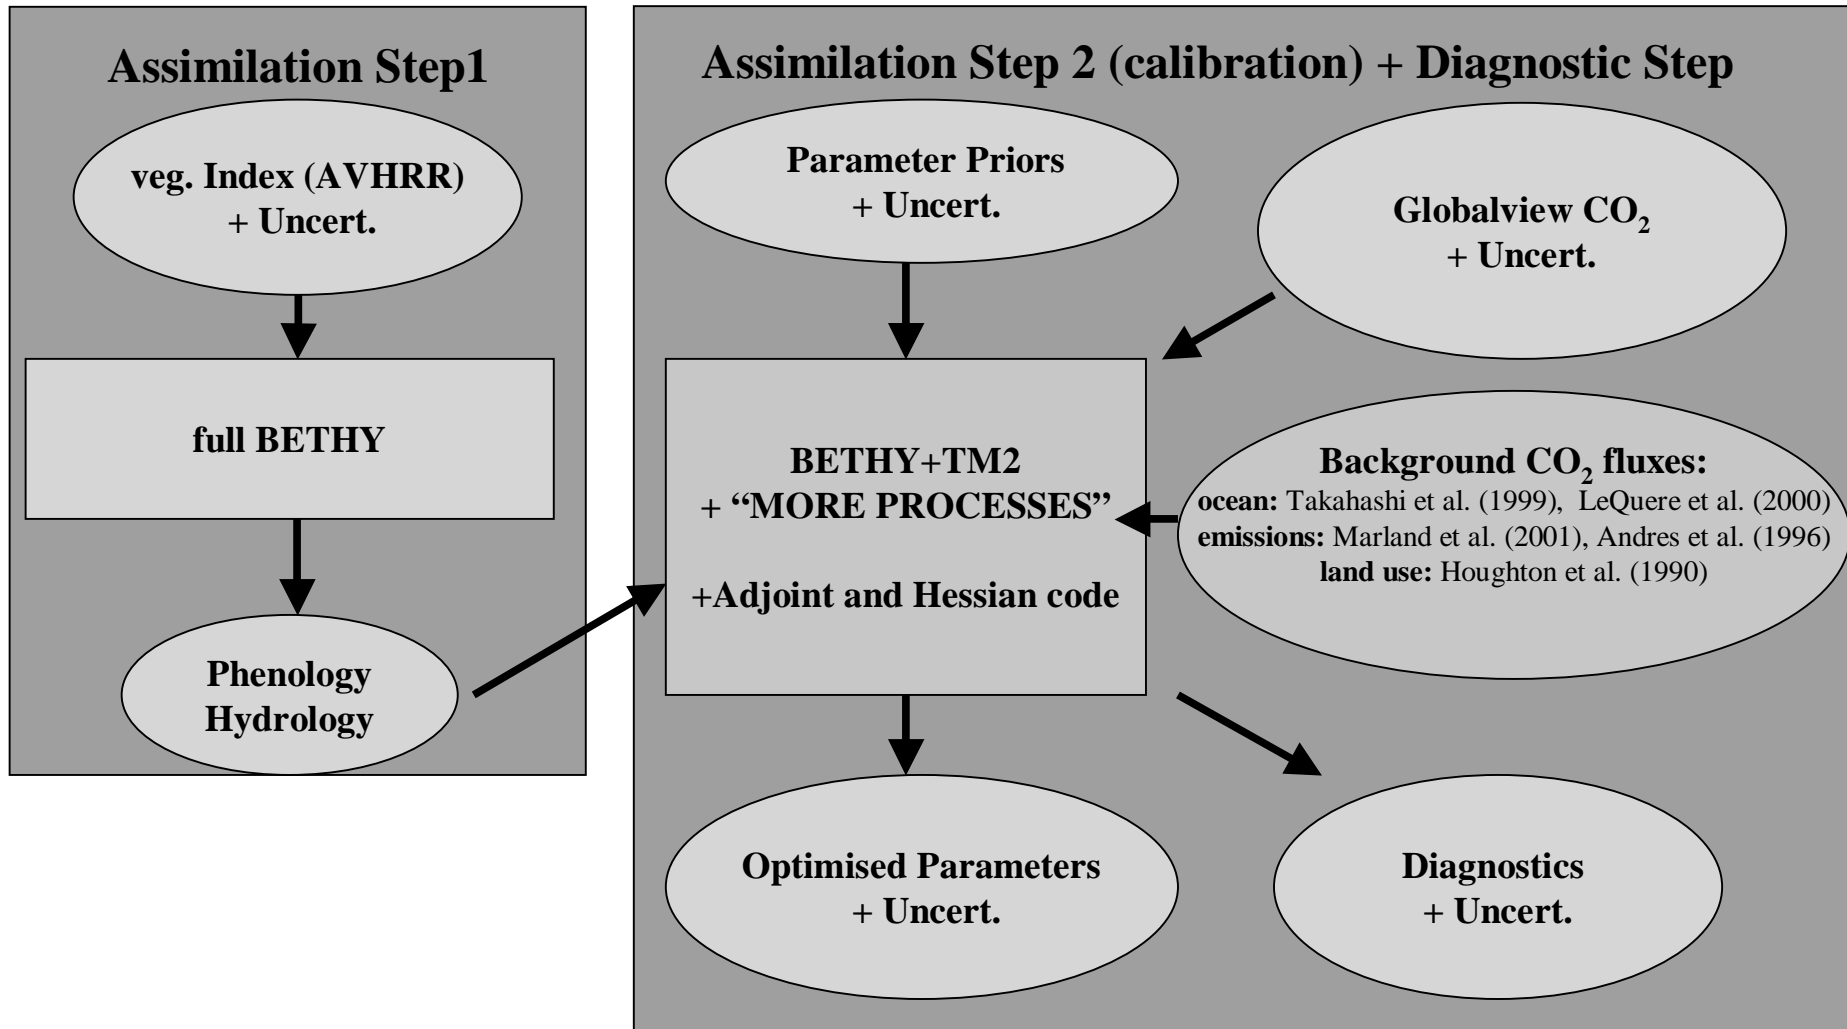 Assimilation Step1
veg. Index (AVHRR)
+ Uncert.
full BETHY
Phenology
Hydrology
Assimilation Step 2 (calibration) + Diagnostic Step
Parameter Priors
+ Uncert.
Globalview CO₂
+ Uncert.
BETHY+TM2
+ “MORE PROCESSES”
+Adjoint and Hessian code
Background CO₂ fluxes:
ocean: Takahashi et al. (1999), LeQuere et al. (2000)
emissions: Marland et al. (2001), Andres et al. (1996)
land use: Houghton et al. (1990)
Optimised Parameters
+ Uncert.
Diagnostics
+ Uncert.